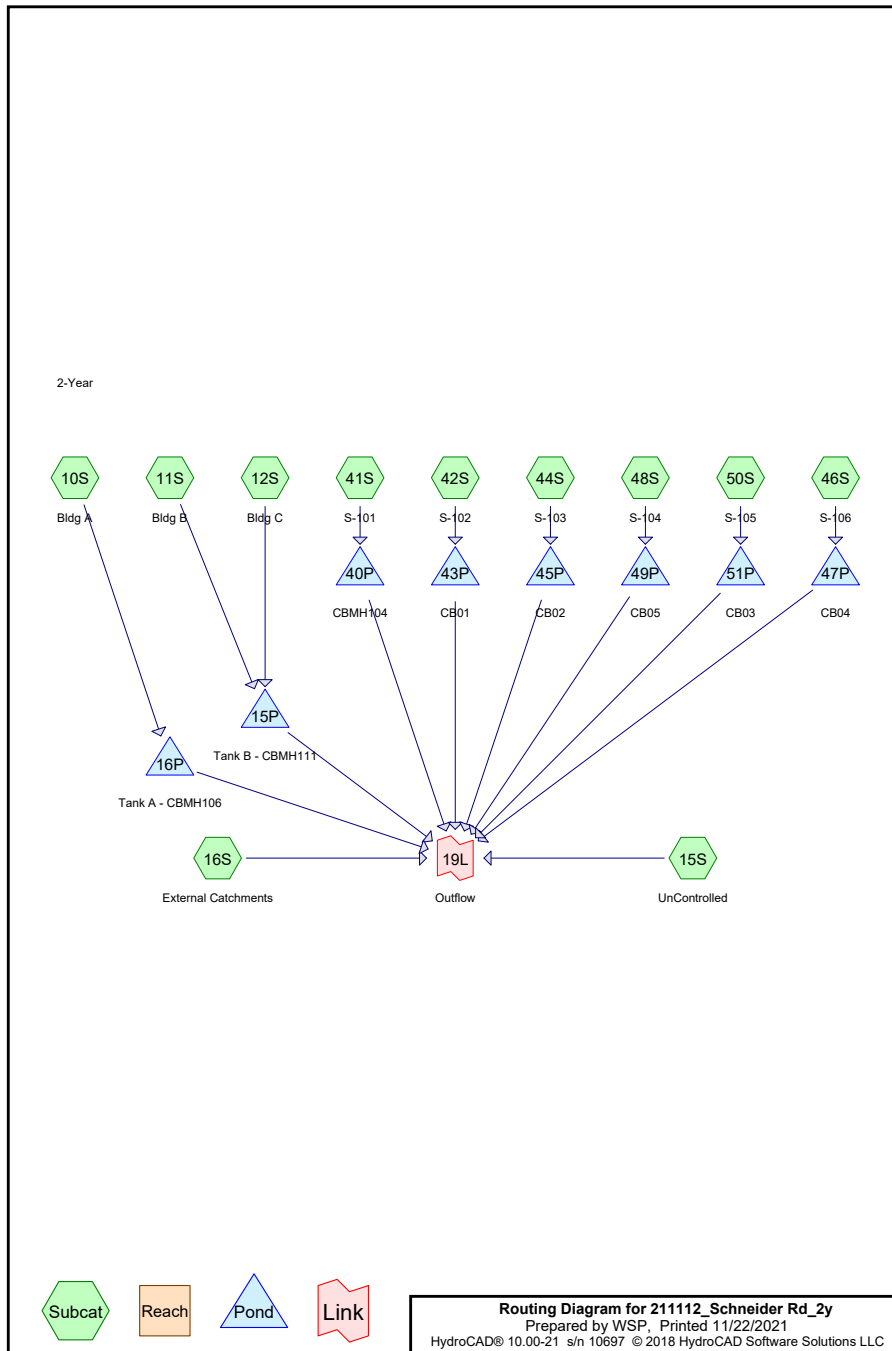 2-Year
10S 11S 12S 41S 42S 44S 48S 50S 46S
Bldg A Bldg B Bldg C S-101 S-102 S-103 S-104 S-105 S-106
40P 43P 45P 49P 51P 47P
CBMH104 CB01 CB02 CB05 CB03 CB04
15P
Tank B - CBMH111
16P
Tank A - CBMH106
16S 19L 15S
External Catchments Outflow UnControlled
Subcat Reach Pond Link
Routing Diagram for 211112_Schneider Rd_2y
Prepared by WSP, Printed 11/22/2021
HydroCAD® 10.00-21 s/n 10697 © 2018 HydroCAD Software Solutions LLC